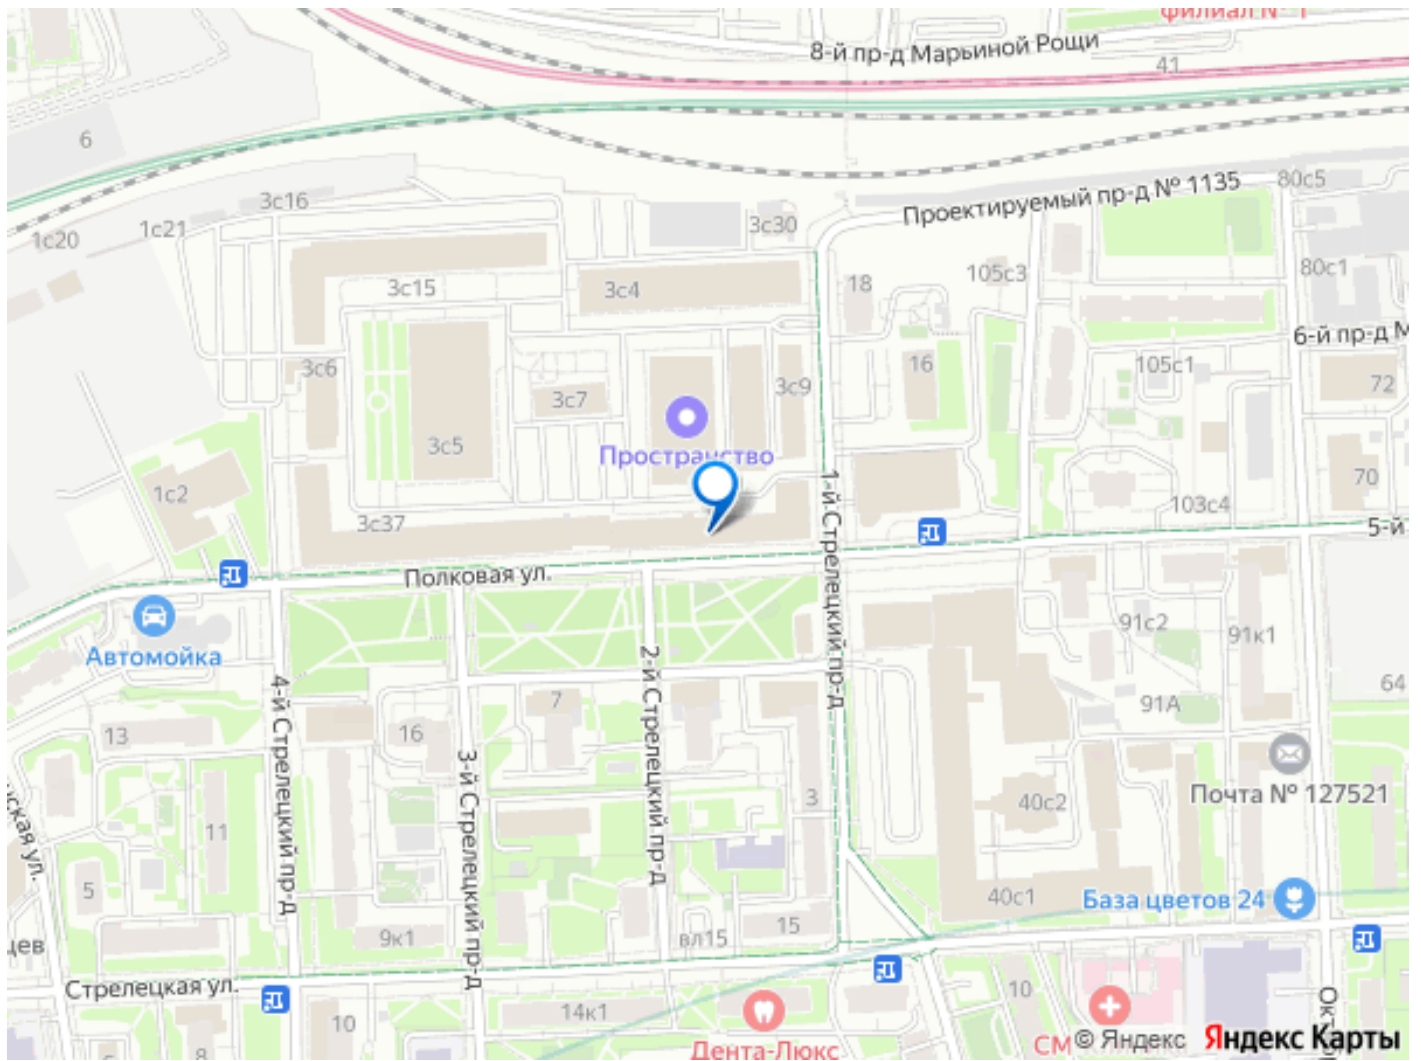 филиал № 1
8-й пр-д Марьиной Рощи
41
6
3с16
1с21
1с20
3с30
Проектируемый пр-д № 1135
80с5
80с1
105с3
18
3с15
3с4
6-й пр-д М
3с6
3с7
3с9
16
105с1
72
3с5
Пространство
1с2
3с37
1-й Стрелецкий пр-д
103с4
70
5-й
Полковая ул.
Автомойка
91с2
91к1
2-й Стрелецкий пр-д
4-й Стрелецкий пр-д
3-й Стрелецкий пр-д
7
16
13
91А
64
Почта № 127521
3
40с2
11
5
40с1
База цветов 24
9к1
вл15
15
Стрелецкая ул.
14к1
10
8
10
Дента-Люкс
СМ
© Яндекс
Яндекс Карты